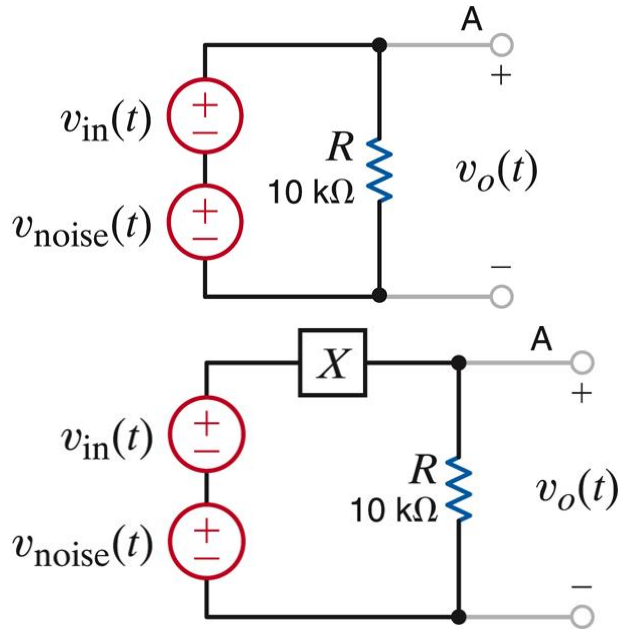 A
+
v_in(t)
+
−
R
10 kΩ
v_o(t)
v_noise(t)
+
−
−
X
A
+
v_in(t)
+
−
R
10 kΩ
v_o(t)
v_noise(t)
+
−
−